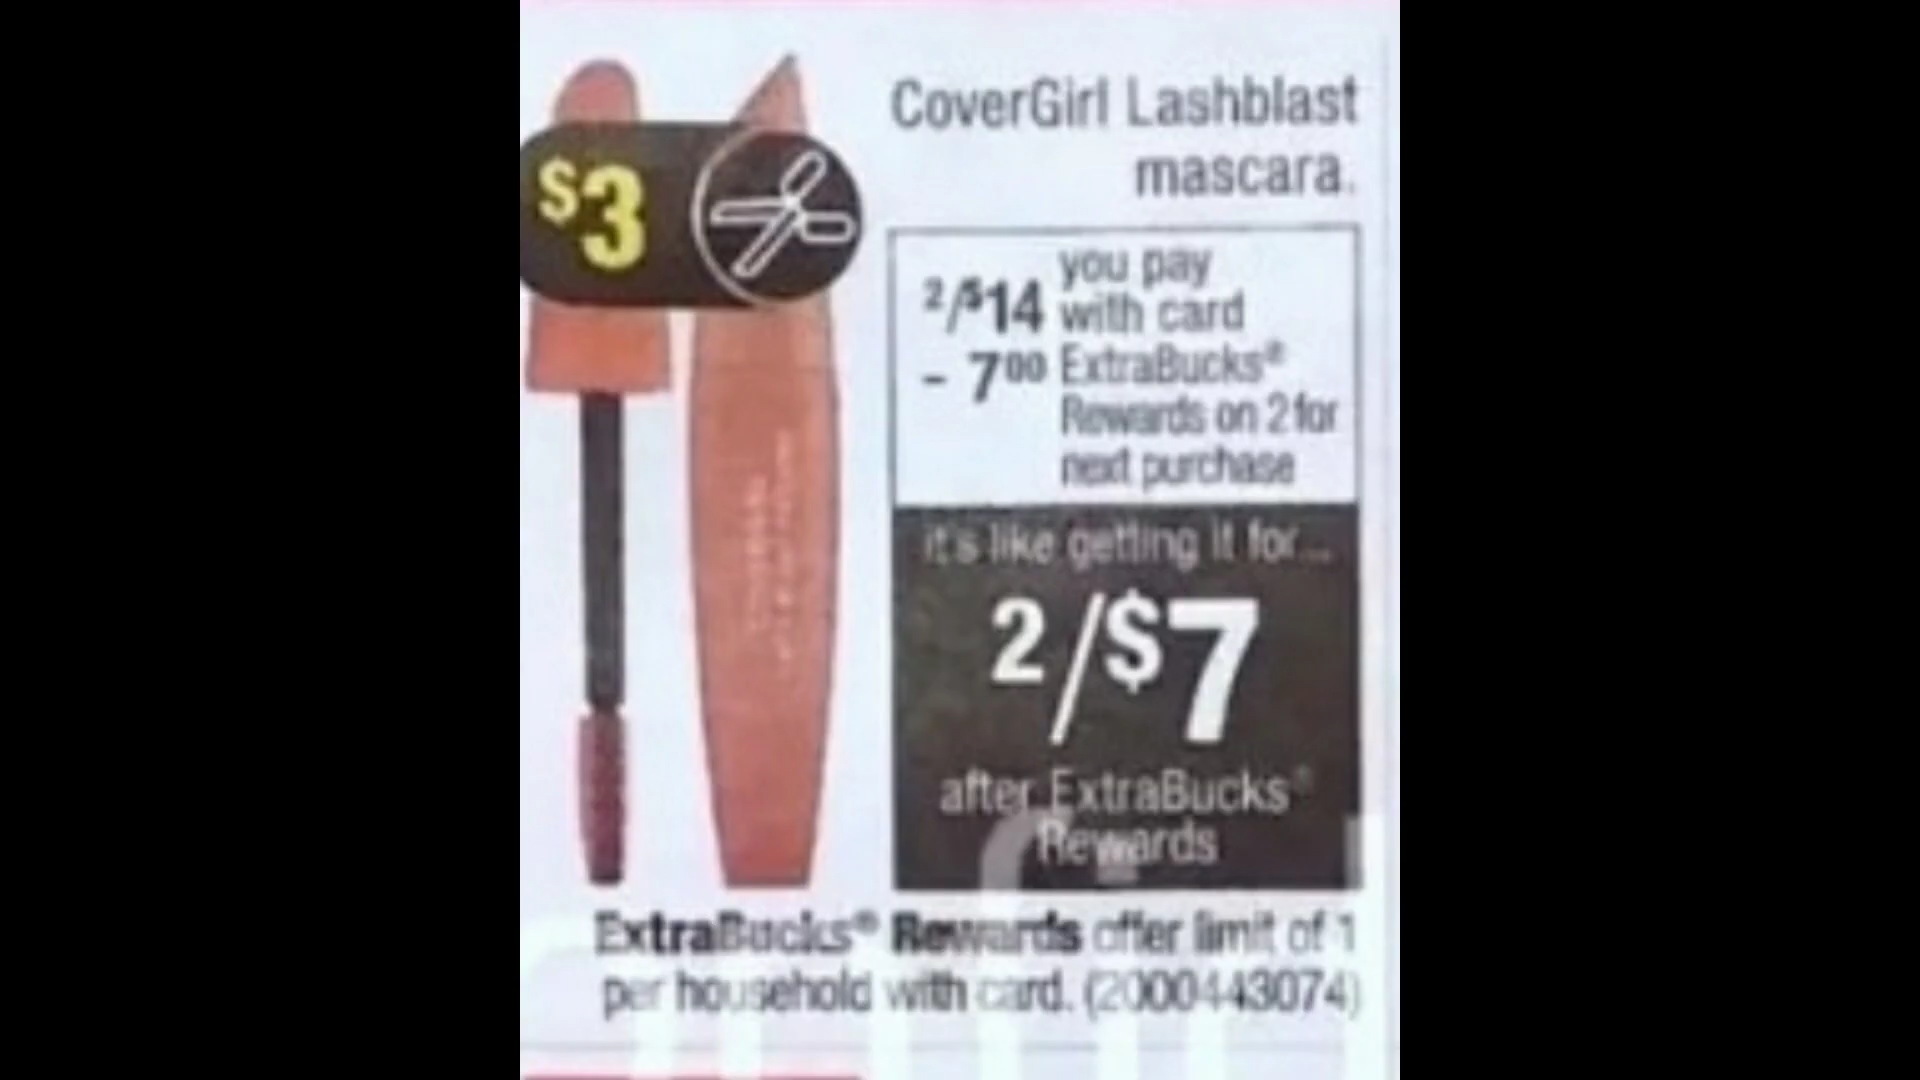 CoverGirl Lashblast
mascara.
$3
2/$14 you pay
with card
- 7⁰⁰ ExtraBucks®
Rewards on 2 for
next purchase
it's like getting it for...
2/$7
after ExtraBucks®
Rewards
ExtraBucks® Rewards offer limit of 1
per household with card. (2000443074)